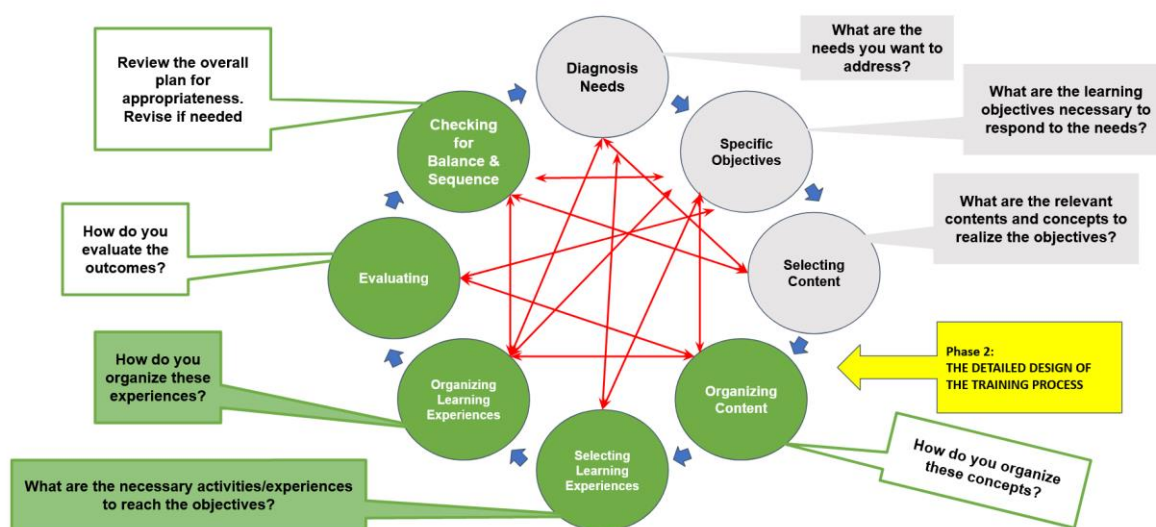 Review the overall
plan for
appropriateness.
Revise if needed
Diagnosis
Needs
What are the
needs you want to
address?
What are the learning
objectives necessary to
respond to the needs?
Checking
for
Balance &
Sequence
Specific
Objectives
What are the relevant
contents and concepts to
realize the objectives?
How do you
evaluate the
outcomes?
Evaluating
Selecting
Content
How do you
organize these
experiences?
Organizing
Learning
Experiences
Organizing
Content
Phase 2:
THE DETAILED DESIGN OF
THE TRAINING PROCESS
Selecting
Learning
Experiences
How do you organize
these concepts?
What are the necessary activities/experiences
to reach the objectives?